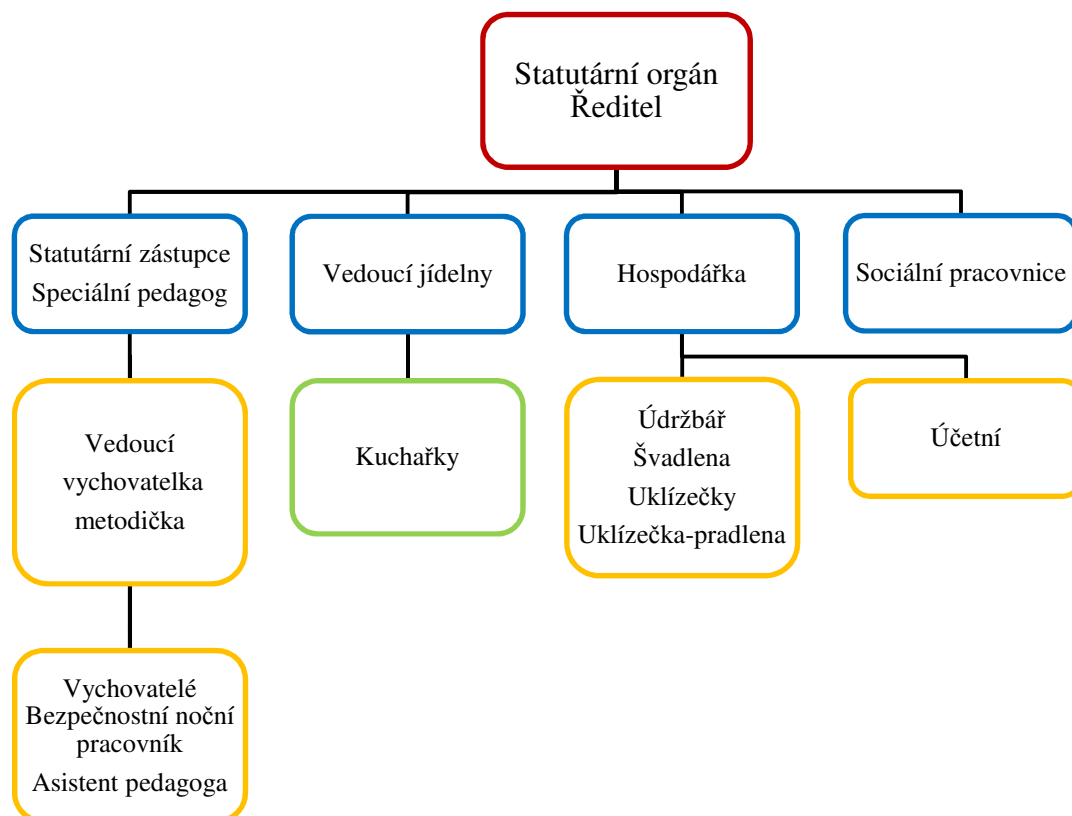 Statutární orgán
Ředitel
Statutární zástupce
Speciální pedagog
Vedoucí jídelny
Hospodářka
Sociální pracovnice
Vedoucí
vychovatelka
metodička
Kuchařky
Údržbář
Švadlena
Uklízečky
Uklízečka-pradlena
Účetní
Vychovatelé
Bezpečnostní noční
pracovník
Asistent pedagoga